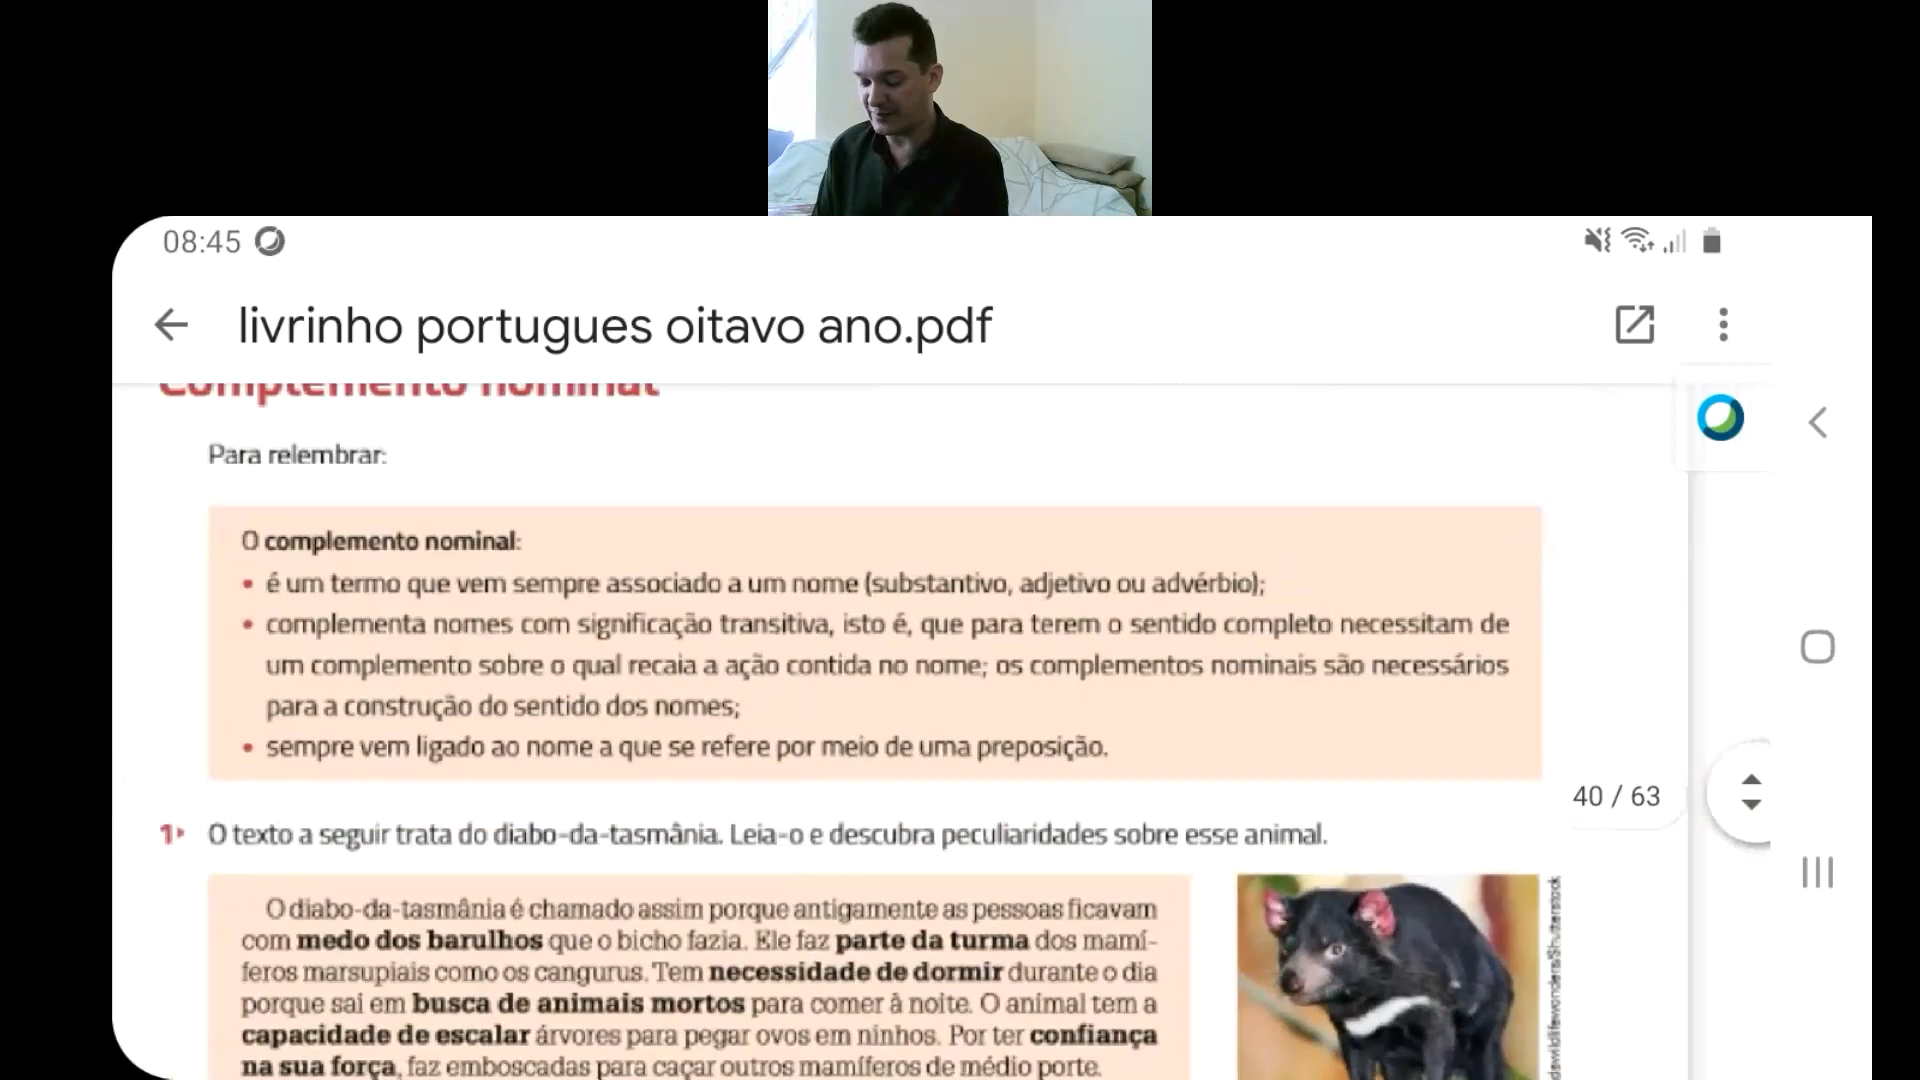 08:45
livrinho portugues oitavo ano.pdf
Complemento nominal
Para relembrar:
O complemento nominal:
• é um termo que vem sempre associado a um nome (substantivo, adjetivo ou advérbio);
• complementa nomes com significação transitiva, isto é, que para terem o sentido completo necessitam de
um complemento sobre o qual recaia a ação contida no nome; os complementos nominais são necessários
para a construção do sentido dos nomes;
• sempre vem ligado ao nome a que se refere por meio de uma preposição.
40 / 63
1 O texto a seguir trata do diabo-da-tasmânia. Leia-o e descubra peculiaridades sobre esse animal.
O diabo-da-tasmânia é chamado assim porque antigamente as pessoas ficavam
com medo dos barulhos que o bicho fazia. Ele faz parte da turma dos mamí-
feros marsupiais como os cangurus. Tem necessidade de dormir durante o dia
porque sai em busca de animais mortos para comer à noite. O animal tem a
capacidade de escalar árvores para pegar ovos em ninhos. Por ter confiança
na sua força, faz emboscadas para caçar outros mamíferos de médio porte.